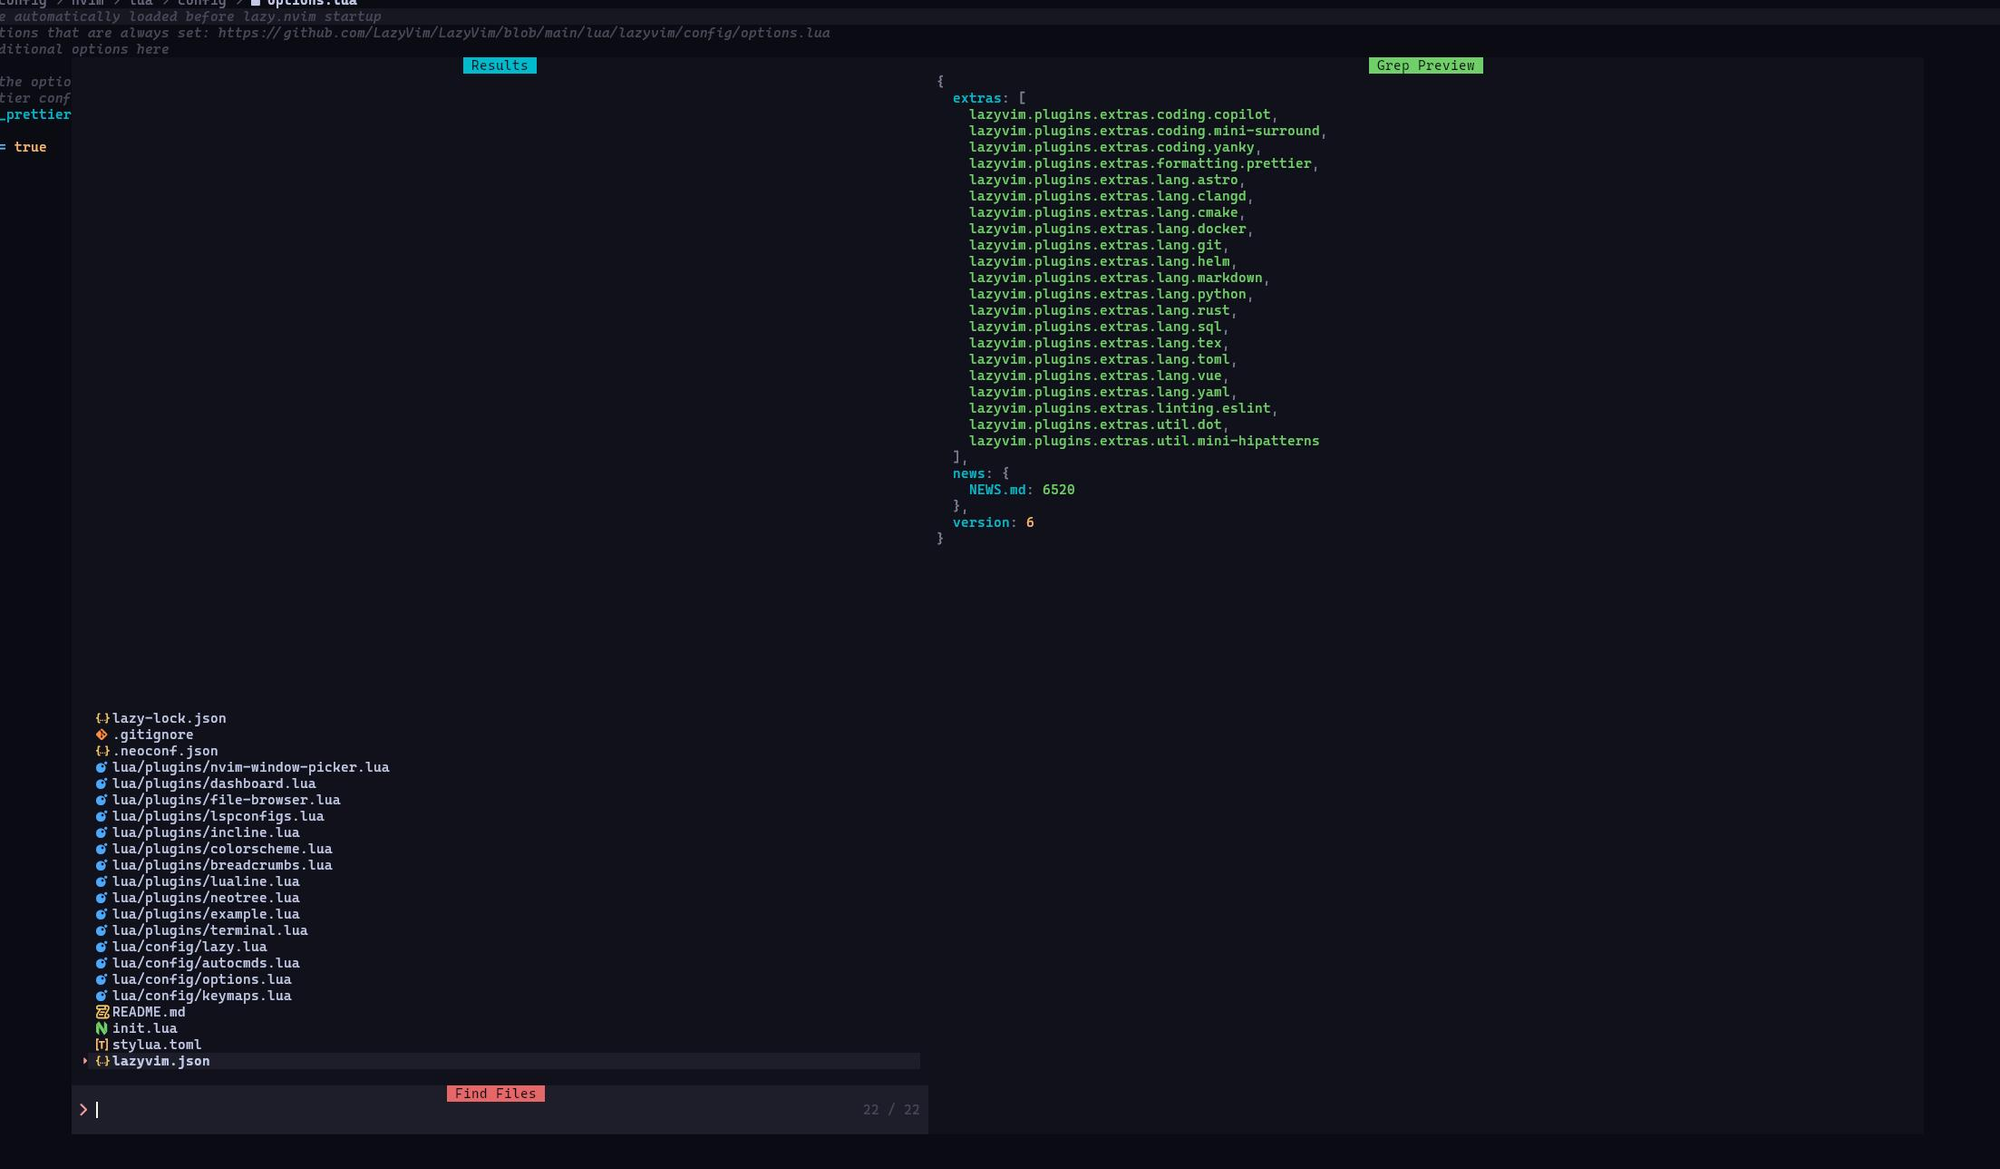 config > nvim > lua > config > options.lua
e automatically loaded before lazy.nvim startup
tions that are always set: https://github.com/LazyVim/LazyVim/blob/main/lua/lazyvim/config/options.lua
ditional options here
the optio
tier conf
_prettier
= true
Results
lazy-lock.json
.gitignore
.neoconf.json
lua/plugins/nvim-window-picker.lua
lua/plugins/dashboard.lua
lua/plugins/file-browser.lua
lua/plugins/lspconfigs.lua
lua/plugins/incline.lua
lua/plugins/colorscheme.lua
lua/plugins/breadcrumbs.lua
lua/plugins/lualine.lua
lua/plugins/neotree.lua
lua/plugins/example.lua
lua/plugins/terminal.lua
lua/config/lazy.lua
lua/config/autocmds.lua
lua/config/options.lua
lua/config/keymaps.lua
README.md
init.lua
stylua.toml
lazyvim.json
Find Files
> 22 / 22
Grep Preview
{
extras: [
lazyvim.plugins.extras.coding.copilot,
lazyvim.plugins.extras.coding.mini-surround,
lazyvim.plugins.extras.coding.yanky,
lazyvim.plugins.extras.formatting.prettier,
lazyvim.plugins.extras.lang.astro,
lazyvim.plugins.extras.lang.clangd,
lazyvim.plugins.extras.lang.cmake,
lazyvim.plugins.extras.lang.docker,
lazyvim.plugins.extras.lang.git,
lazyvim.plugins.extras.lang.helm,
lazyvim.plugins.extras.lang.markdown,
lazyvim.plugins.extras.lang.python,
lazyvim.plugins.extras.lang.rust,
lazyvim.plugins.extras.lang.sql,
lazyvim.plugins.extras.lang.tex,
lazyvim.plugins.extras.lang.toml,
lazyvim.plugins.extras.lang.vue,
lazyvim.plugins.extras.lang.yaml,
lazyvim.plugins.extras.linting.eslint,
lazyvim.plugins.extras.util.dot,
lazyvim.plugins.extras.util.mini-hipatterns
],
news: {
NEWS.md: 6520
},
version: 6
}